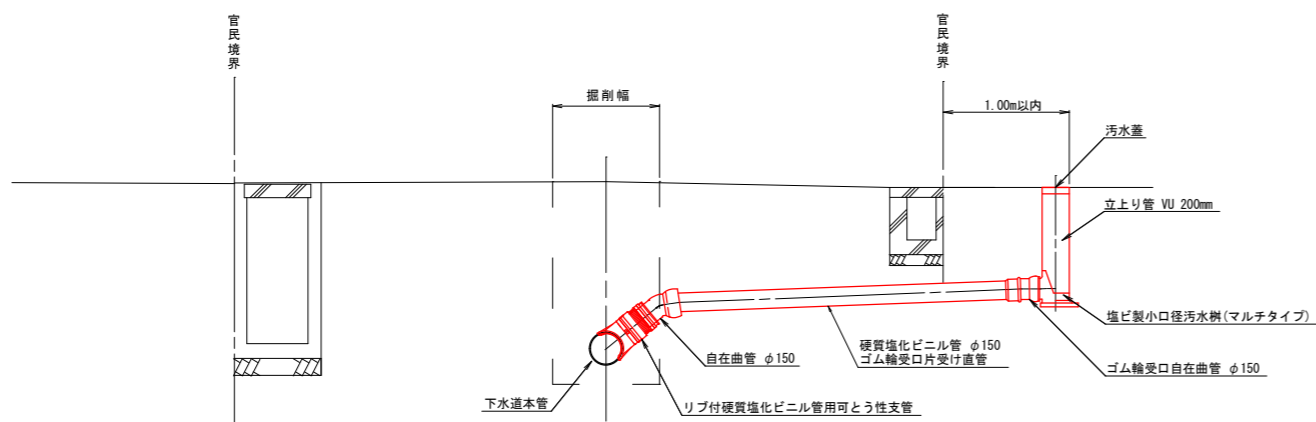 官民境界
官民境界
掘削幅
1.00m以内
汚水蓋
立上り管 VU 200mm
塩ビ製小口径汚水桝(マルチタイプ)
硬質塩化ビニル管 φ150
ゴム輪受口片受け直管
自在曲管 φ150
ゴム輪受口自在曲管 φ150
下水道本管
リブ付硬質塩化ビニル管用可とう性支管